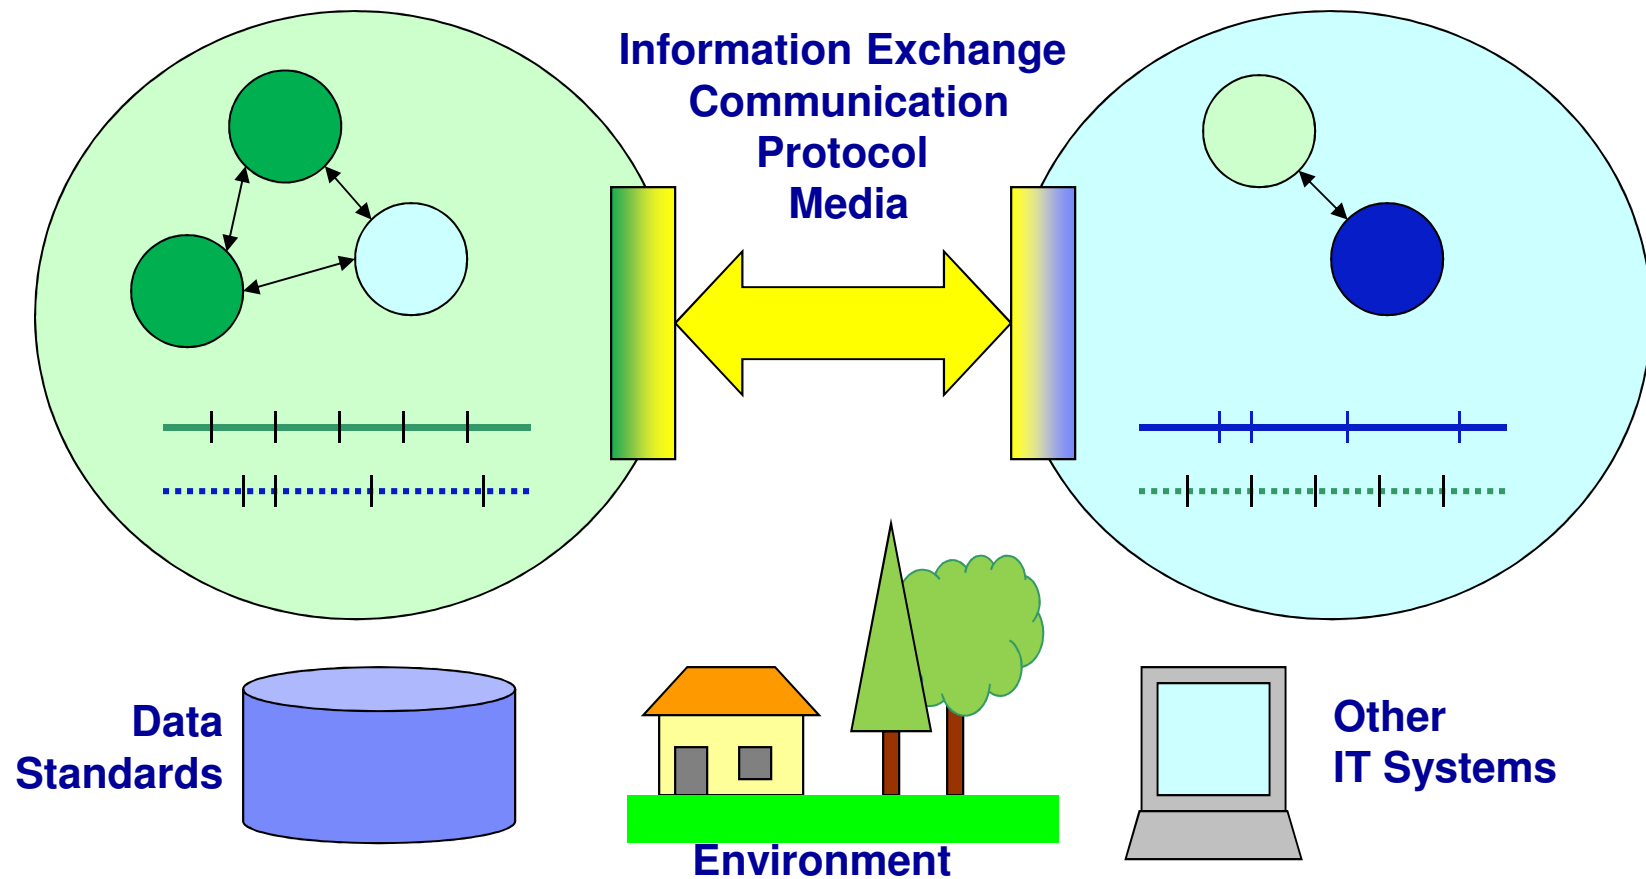 Information Exchange
Communication
Protocol
Media
Data
Standards
Other
IT Systems
Environment